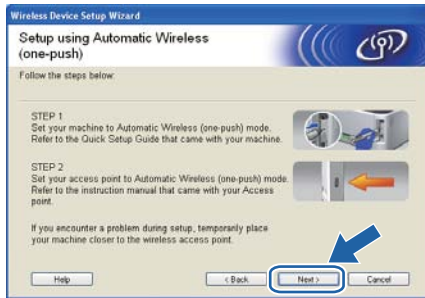 Wireless Device Setup Wizard
Setup using Automatic Wireless
(one-push)
Follow the steps below.
STEP 1
Set your machine to Automatic Wireless (one-push) mode.
Refer to the Quick Setup Guide that came with your machine.
STEP 2
Set your access point to Automatic Wireless (one-push) mode.
Refer to the instruction manual that came with your Access
point.
If you encounter a problem during setup, temporarily place
your machine closer to the wireless access point.
Help
< Back
Next >
Cancel